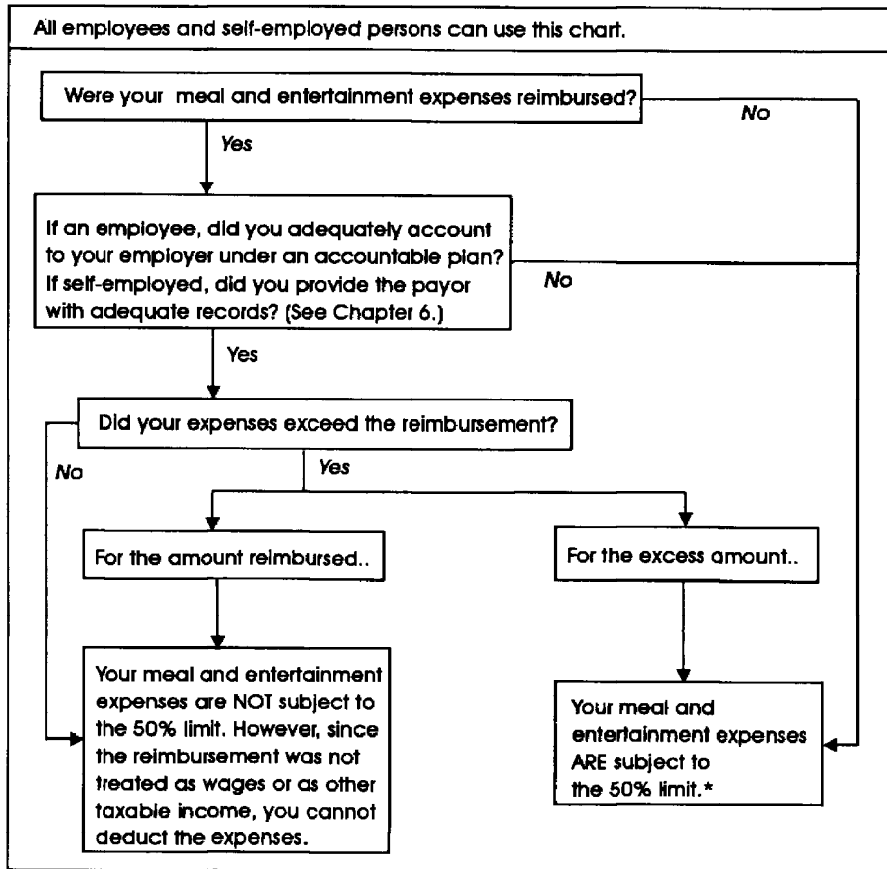 All employees and self-employed persons can use this chart.
Were your meal and entertainment expenses reimbursed?
No
Yes
If an employee, did you adequately account
to your employer under an accountable plan?
If self-employed, did you provide the payor
with adequate records? (See Chapter 6.)
No
Yes
Did your expenses exceed the reimbursement?
No
Yes
For the amount reimbursed..
For the excess amount..
Your meal and entertainment
expenses are NOT subject to
the 50% limit. However, since
the reimbursement was not
treated as wages or as other
taxable income, you cannot
deduct the expenses.
Your meal and
entertainment expenses
ARE subject to
the 50% limit.*